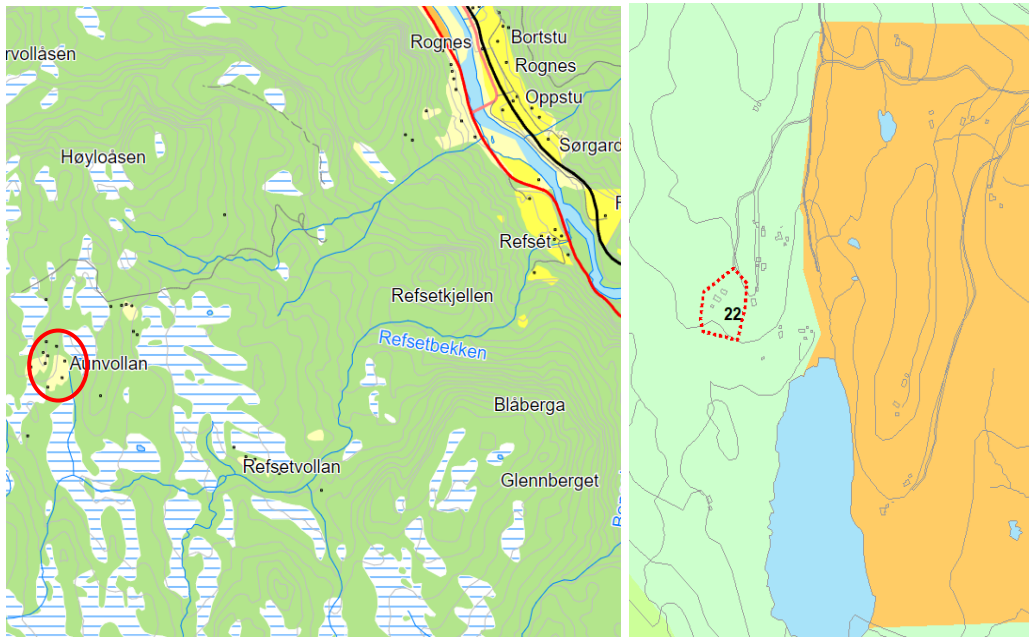 Rognes
Bortstu
rvollåsen
Rognes
Oppstu
Sørgard
Høyloåsen
Refset
Refsetkjellen
Refsetbekken
Aunvollan
Blåberga
Refsetvollan
Glennberget
22